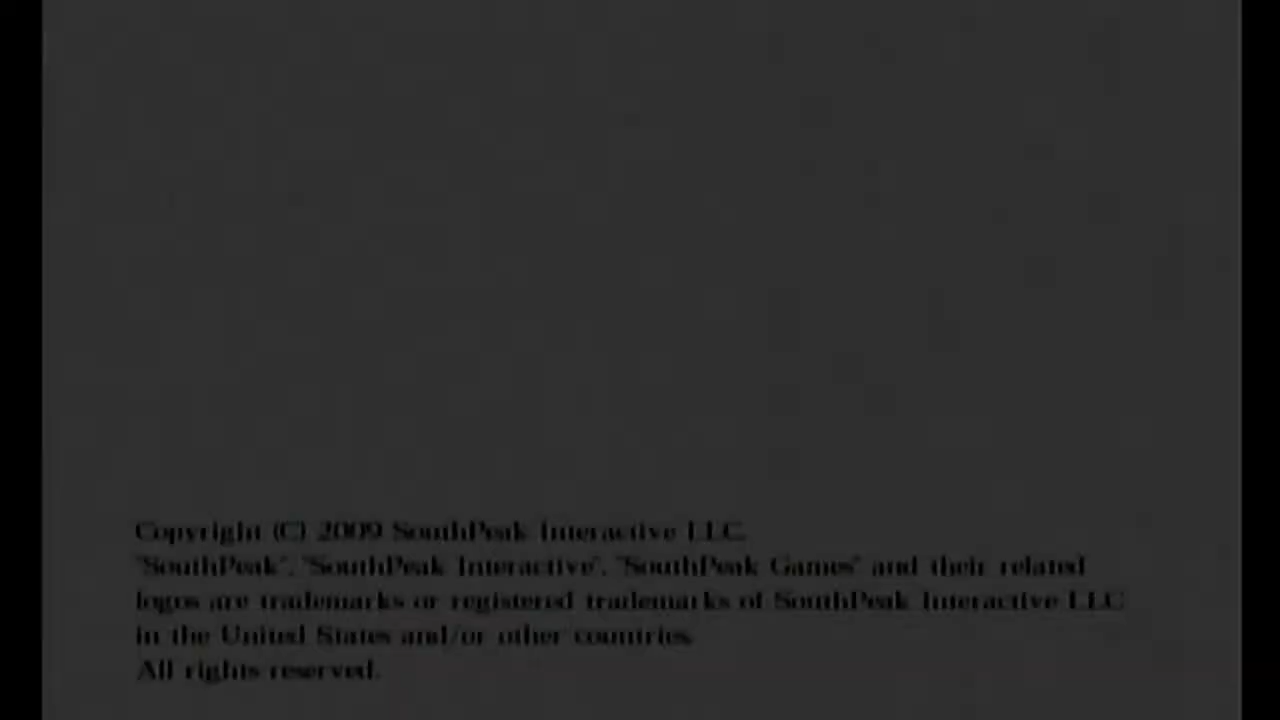 Copyright (C) 2009 SouthPeak Interactive LLC.
"SouthPeak", "SouthPeak Interactive", "SouthPeak Games" and their related
logos are trademarks or registered trademarks of SouthPeak Interactive LLC
in the United States and/or other countries.
All rights reserved.